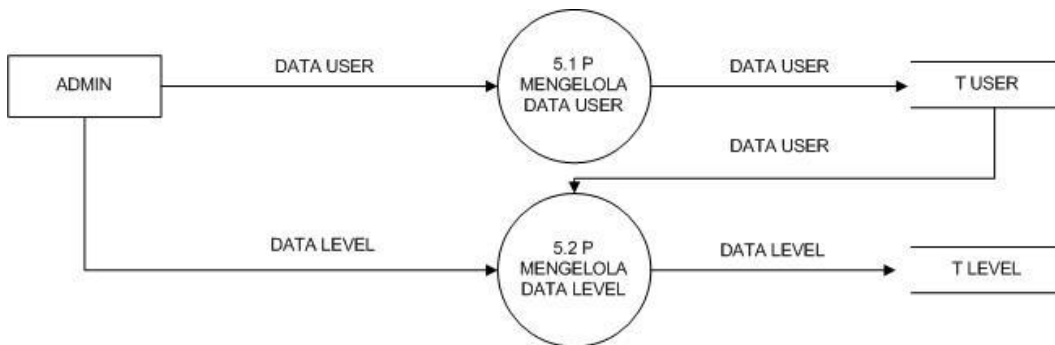 ADMIN
DATA USER
5.1 P
MENGELOLA
DATA USER
DATA USER
T USER
DATA USER
DATA LEVEL
5.2 P
MENGELOLA
DATA LEVEL
DATA LEVEL
T LEVEL